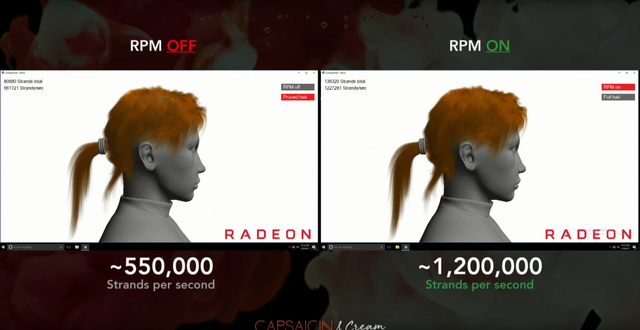 RPM OFF
RPM ON
90880 Strands total
561721 Strands/sec
RPM off
Pruned hair
136320 Strands total
1227281 Strands/sec
RPM on
Full hair
RADEON
RADEON
~550,000
Strands per second
~1,200,000
Strands per second
CAPSAICIN & Cream